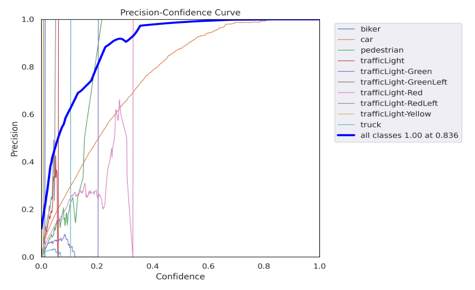 Precision-Confidence Curve
1.0
0.8
0.6
0.4
0.2
0.0
Precision
0.0 0.2 0.4 0.6 0.8 1.0
Confidence
biker
car
pedestrian
trafficLight
trafficLight-Green
trafficLight-GreenLeft
trafficLight-Red
trafficLight-RedLeft
trafficLight-Yellow
truck
all classes 1.00 at 0.836